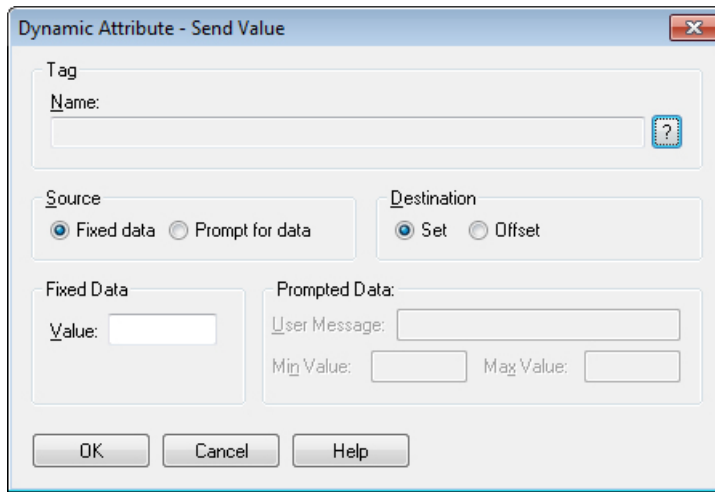 Dynamic Attribute - Send Value
Tag
Name:
?
Source
Fixed data Prompt for data
Destination
Set Offset
Fixed Data
Value:
Prompted Data:
User Message:
Min Value: Max Value:
OK Cancel Help